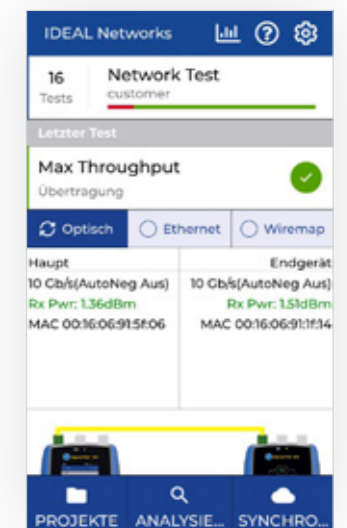 IDEAL Networks
16 Network Test
Tests customer
Letzter Test
Max Throughput
Übertragung
Optisch Ethernet Wiremap
Haupt Endgerät
10 Gb/s(AutoNeg Aus) 10 Gb/s(AutoNeg Aus)
Rx Pwr: 1.36dBm Rx Pwr: 1.51dBm
MAC 00:16:06:91:5f:06 MAC 00:16:06:91:1f:14
PROJEKTE ANALYSIE... SYNCHRO...